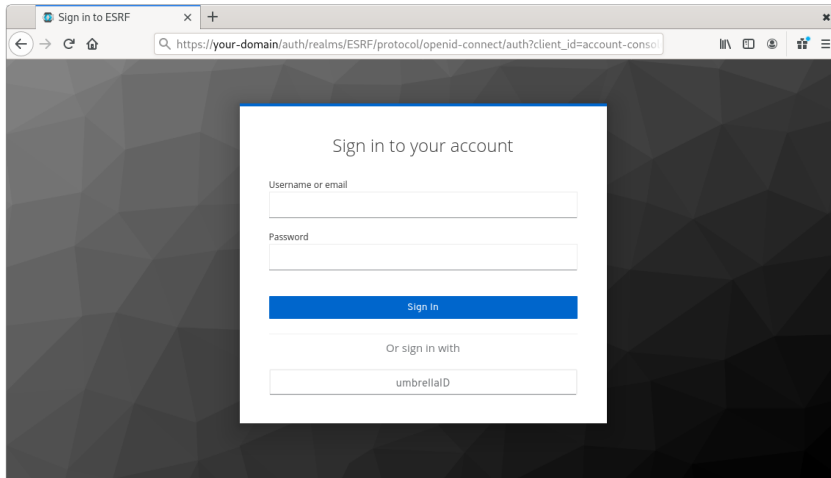 Sign in to ESRF
https://your-domain/auth/realms/ESRF/protocol/openid-connect/auth?client_id=account-consol
Sign in to your account
Username or email
Password
Sign In
Or sign in with
umbrellaID